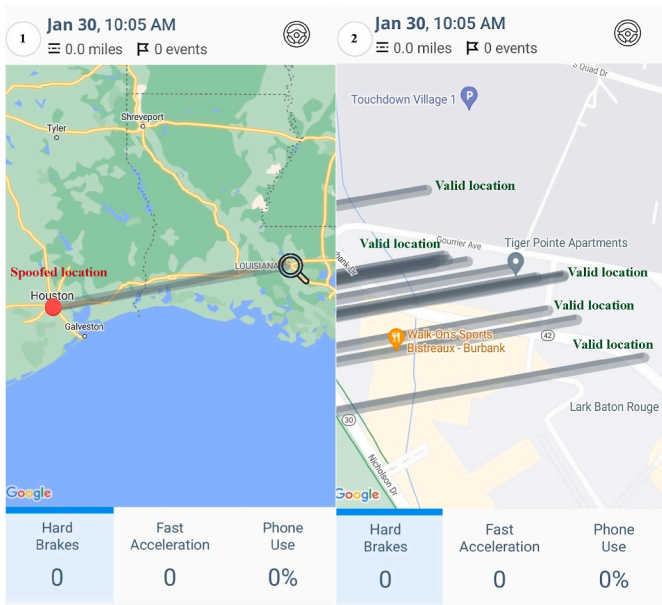 1
Jan 30, 10:05 AM
0.0 miles 0 events
Tyler
Shreveport
Spoofed location
LOUISIANA
Houston
Galveston
Google
Hard
Brakes
0
Fast
Acceleration
0
Phone
Use
0%
2
Jan 30, 10:05 AM
0.0 miles 0 events
s Quad Dr
Touchdown Village 1
P
Valid location
Valid location
Gourrier Ave
Tiger Pointe Apartments
bank Dr
Valid location
Valid location
Walk-On's Sports
Bistreaux - Burbank
42
Valid location
Lark Baton Rouge
30
Nicholson Dr
Google
Hard
Brakes
0
Fast
Acceleration
0
Phone
Use
0%